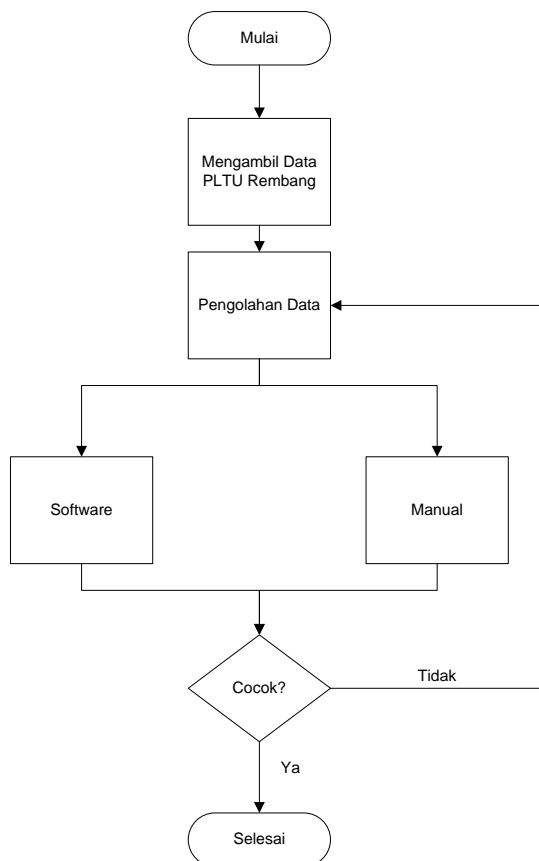 Mulai
Mengambil Data
PLTU Rembang
Pengolahan Data
Software
Manual
Cocok?
Tidak
Ya
Selesai